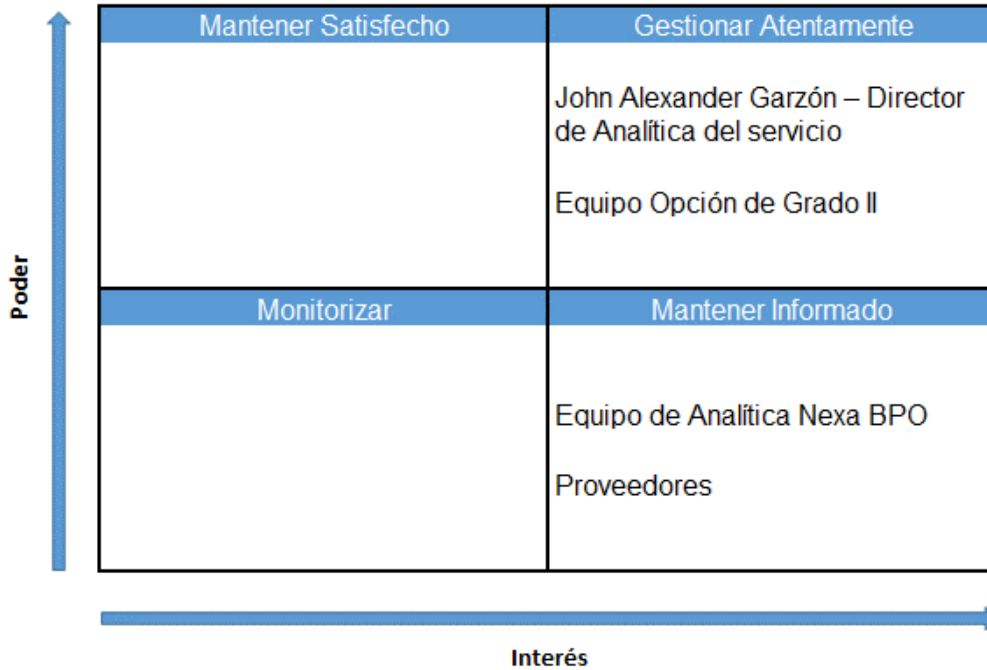 Mantener Satisfecho
Gestionar Atentamente
John Alexander Garzón – Director
de Analítica del servicio
Equipo Opción de Grado II
Poder
Monitorizar
Mantener Informado
Equipo de Analítica Nexa BPO
Proveedores
Interés